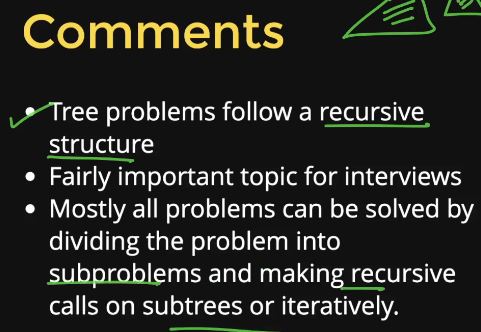 Comments
• Tree problems follow a recursive
structure
• Fairly important topic for interviews
• Mostly all problems can be solved by
dividing the problem into
subproblems and making recursive
calls on subtrees or iteratively.